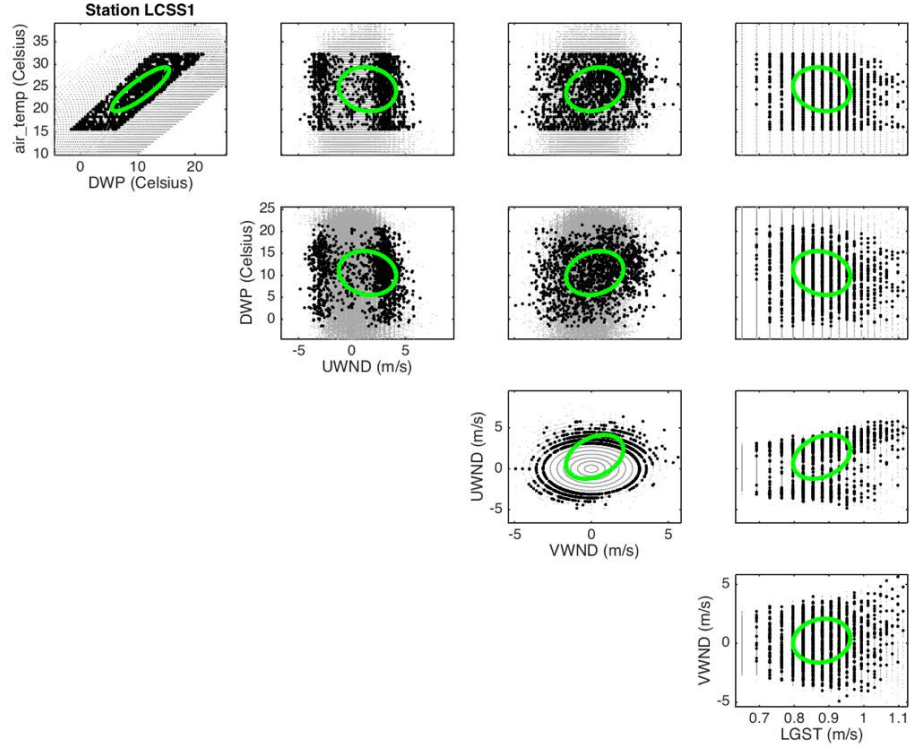 Station LCSS1
35
30
25
20
15
10
air_temp (Celsius)
0 10 20
DWP (Celsius)
25
20
15
10
5
0
DWP (Celsius)
-5 0 5
UWND (m/s)
5
0
-5
UWND (m/s)
-5 0 5
VWND (m/s)
5
0
-5
VWND (m/s)
0.7 0.8 0.9 1 1.1
LGST (m/s)